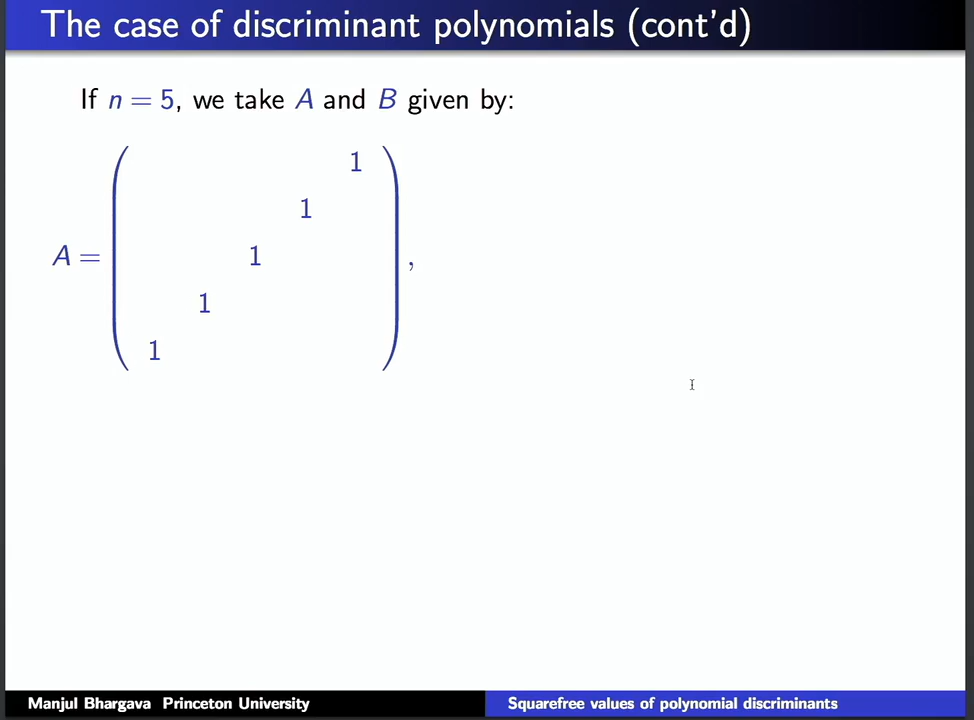 The case of discriminant polynomials (cont'd)
If n = 5, we take A and B given by:
1
1
A = ( 1 ),
1
1
Manjul Bhargava Princeton University
Squarefree values of polynomial discriminants